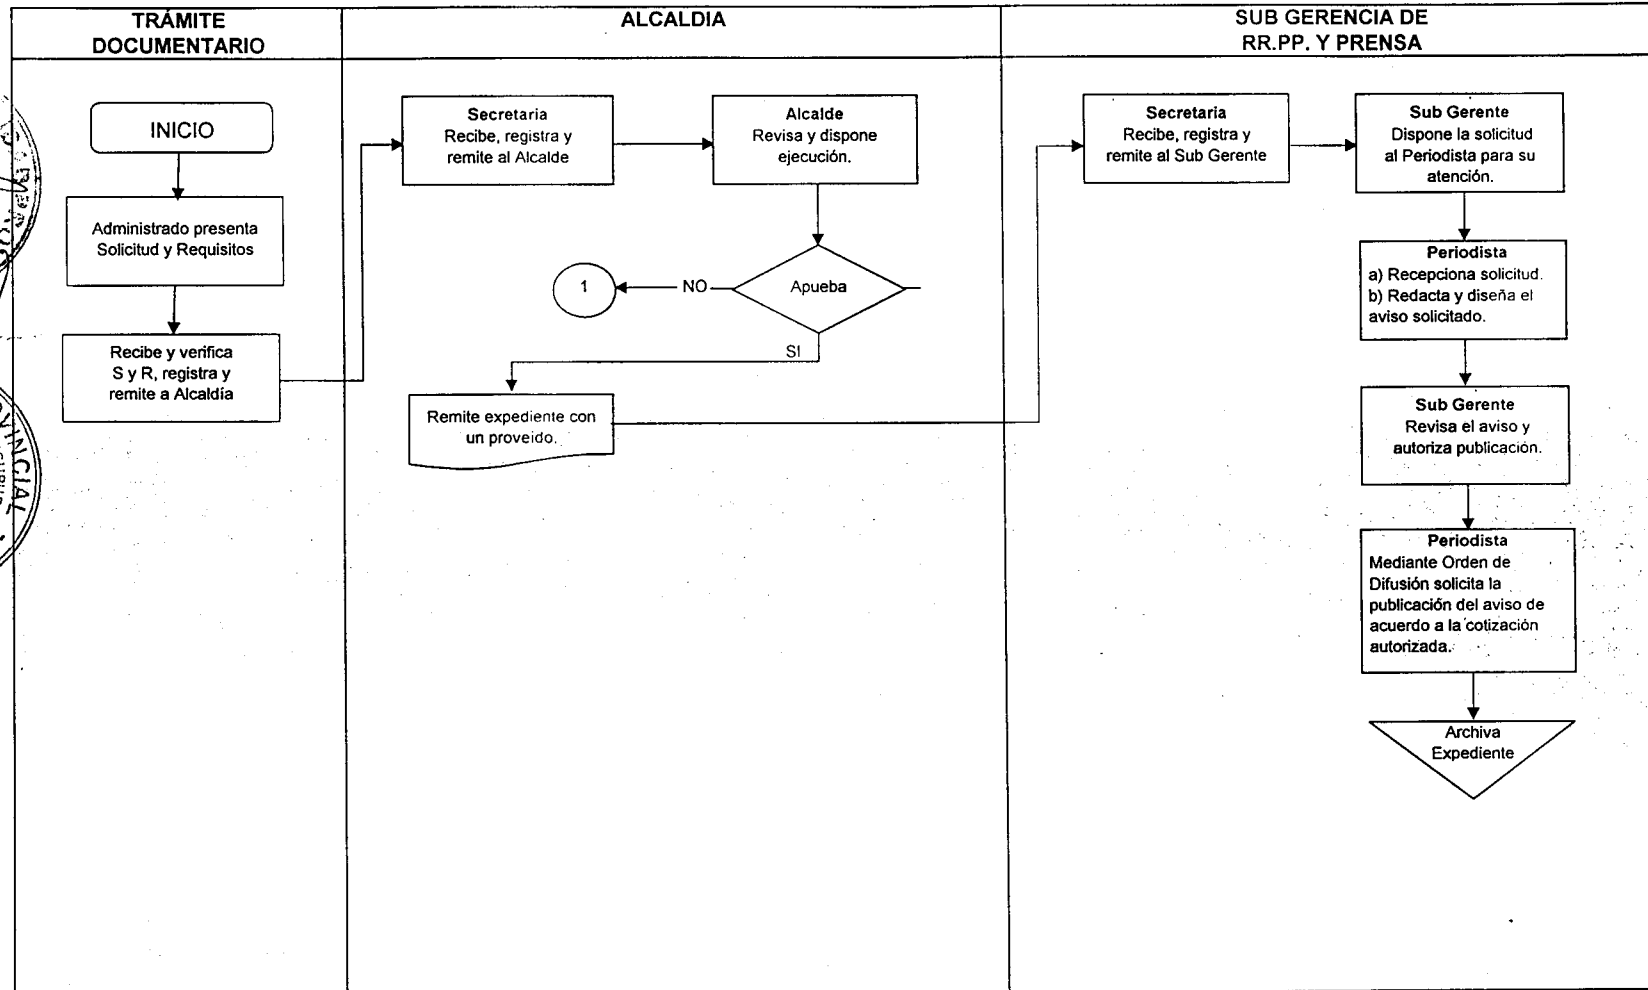 TRÁMITE
DOCUMENTARIO
ALCALDIA
SUB GERENCIA DE
RR.PP. Y PRENSA
INICIO
Administrado presenta
Solicitud y Requisitos
Recibe y verifica
S y R, registra y
remite a Alcaldía
Secretaria
Recibe, registra y
remite al Alcalde
Alcalde
Revisa y dispone
ejecución.
Apueba
NO
1
SI
Remite expediente con
un proveido.
Secretaria
Recibe, registra y
remite al Sub Gerente
Sub Gerente
Dispone la solicitud
al Periodista para su
atención.
Periodista
a) Recepciona solicitud.
b) Redacta y diseña el
aviso solicitado.
Sub Gerente
Revisa el aviso y
autoriza publicación.
Periodista
Mediante Orden de
Difusión solicita la
publicación del aviso de
acuerdo a la cotización
autorizada.
Archiva
Expediente
VINCIAL